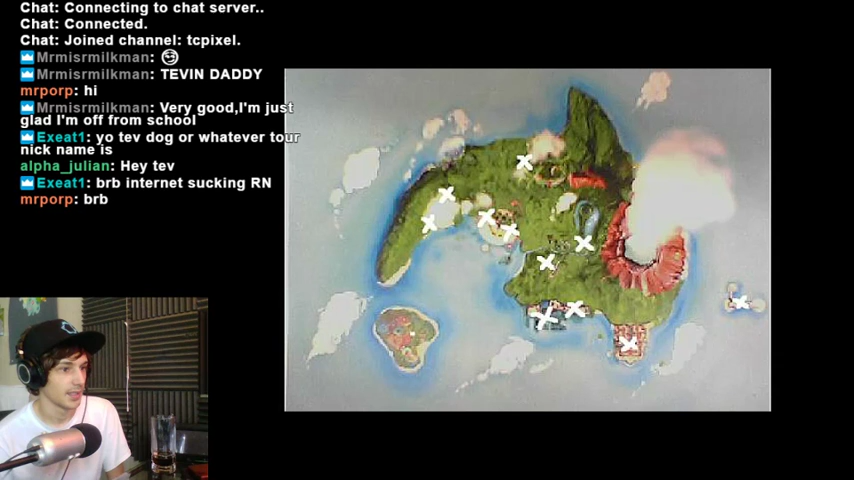 Chat: Connecting to chat server..
Chat: Connected.
Chat: Joined channel: tcpixel.
Mrmisrmilkman:
Mrmisrmilkman: TEVIN DADDY
mrporp: hi
Mrmisrmilkman: Very good,I'm just
glad I'm off from school
Exeat1: yo tev dog or whatever tour
nick name is
alpha_julian: Hey tev
Exeat1: brb internet sucking RN
mrporp: brb